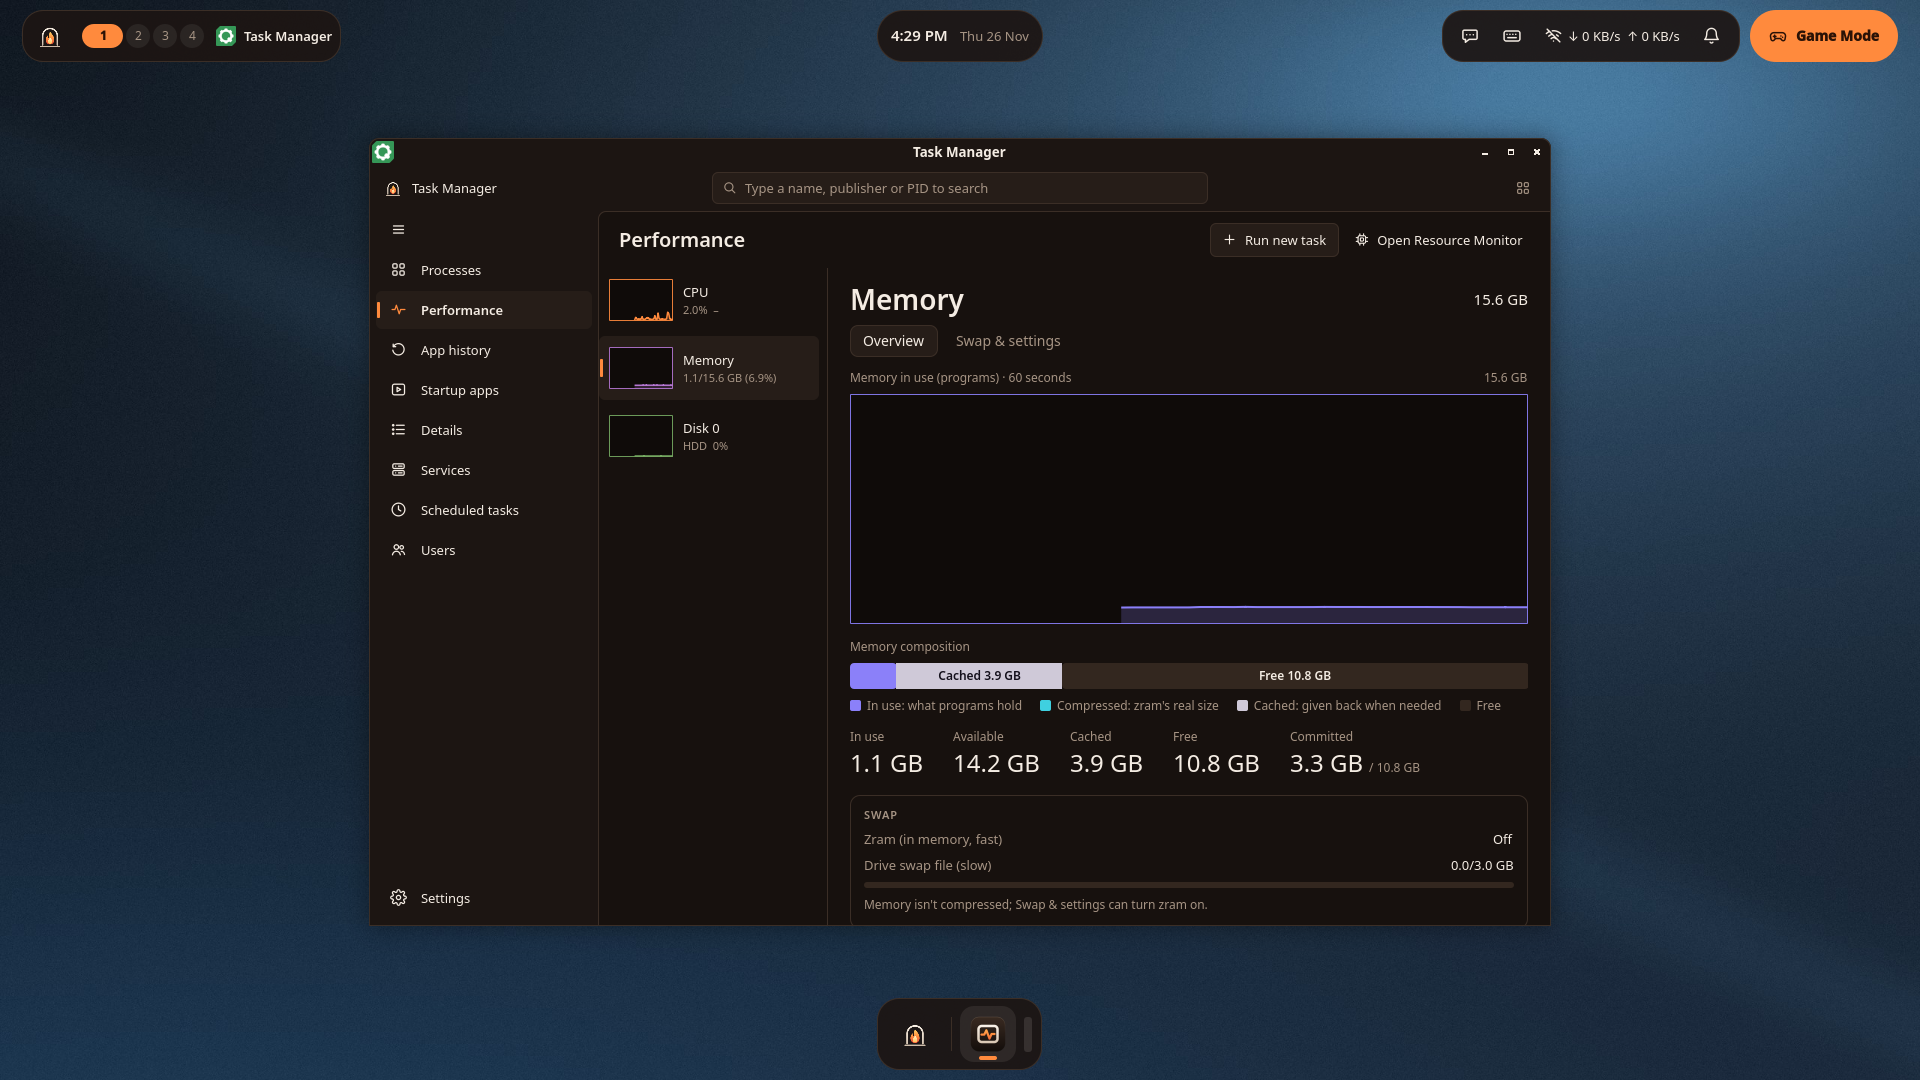 1 2 3 4 Task Manager
4:29 PM Thu 26 Nov
↓ 0 KB/s ↑ 0 KB/s
Game Mode
Task Manager
Task Manager
Type a name, publisher or PID to search
Processes
Performance
App history
Startup apps
Details
Services
Scheduled tasks
Users
Settings
Performance
Run new task
Open Resource Monitor
CPU
2.0% –
Memory
1.1/15.6 GB (6.9%)
Disk 0
HDD 0%
Memory
15.6 GB
Overview
Swap & settings
Memory in use (programs) · 60 seconds
15.6 GB
Memory composition
Cached 3.9 GB
Free 10.8 GB
In use: what programs hold
Compressed: zram's real size
Cached: given back when needed
Free
In use
1.1 GB
Available
14.2 GB
Cached
3.9 GB
Free
10.8 GB
Committed
3.3 GB / 10.8 GB
SWAP
Zram (in memory, fast)
Off
Drive swap file (slow)
0.0/3.0 GB
Memory isn't compressed; Swap & settings can turn zram on.